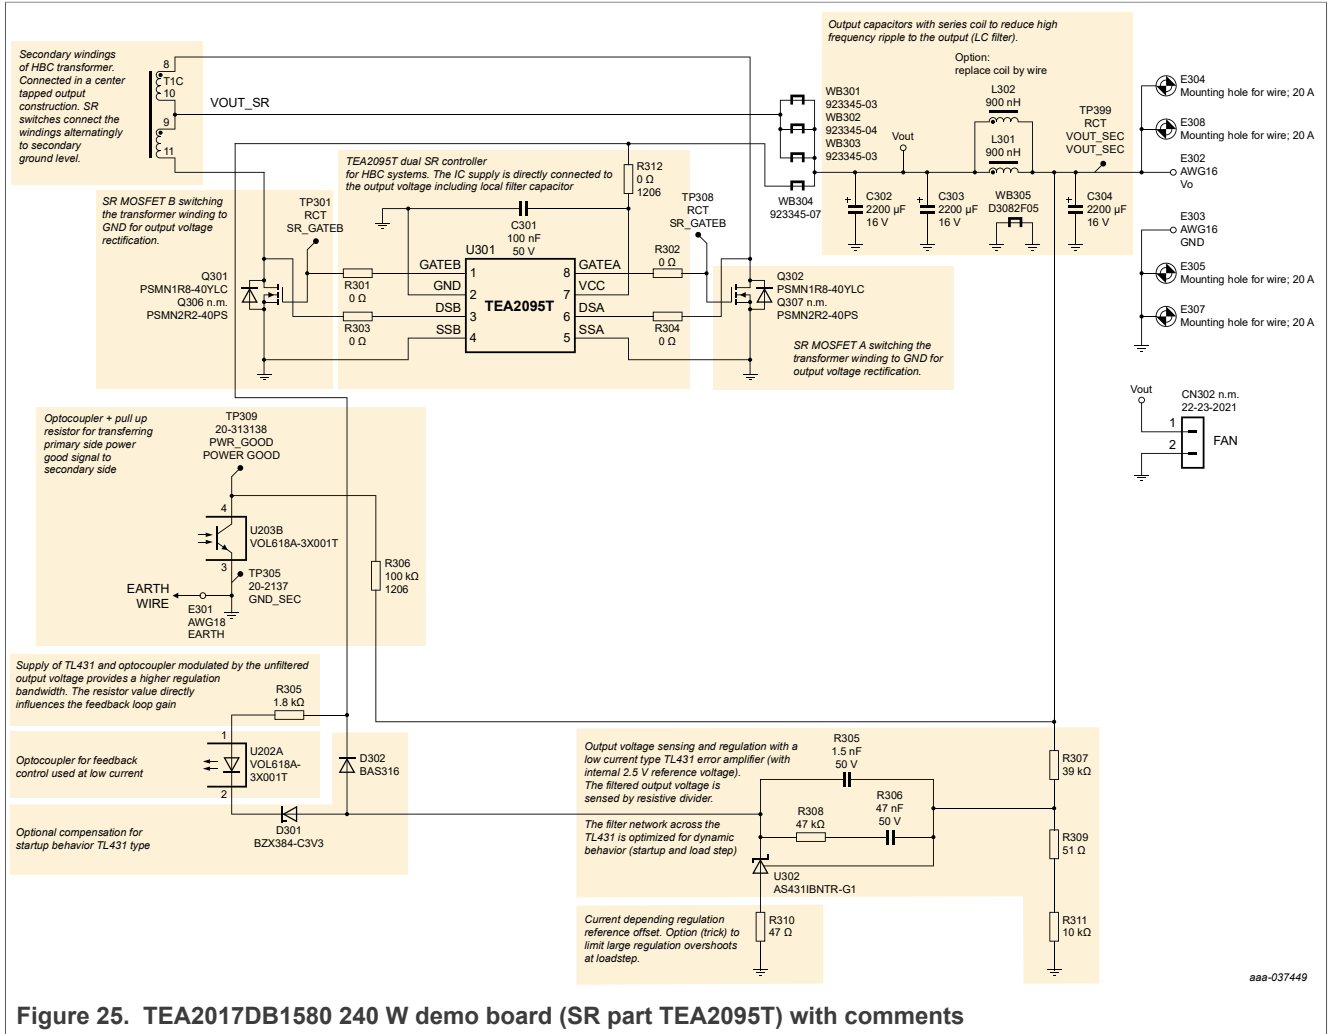 Secondary windings
of HBC transformer.
Connected in a center
tapped output
construction. SR
switches connect the
windings alternatingly
to secondary
ground level.
8
T1C
10
9
11
VOUT_SR
Output capacitors with series coil to reduce high
frequency ripple to the output (LC filter).
Option:
replace coil by wire
L302
900 nH
L301
900 nH
WB305
D3082F05
WB301
923345-03
WB302
923345-04
WB303
923345-03
WB304
923345-07
Vout
+
C302
2200 µF
16 V
+
C303
2200 µF
16 V
+
C304
2200 µF
16 V
TP399
RCT
VOUT_SEC
VOUT_SEC
E304
Mounting hole for wire; 20 A
E308
Mounting hole for wire; 20 A
E302
AWG16
Vo
E303
AWG16
GND
E305
Mounting hole for wire; 20 A
E307
Mounting hole for wire; 20 A
TEA2095T dual SR controller
for HBC systems. The IC supply is directly connected to
the output voltage including local filter capacitor
R312
0 Ω
1206
SR MOSFET B switching
the transformer winding to
GND for output voltage
rectification.
TP301
RCT
SR_GATEB
C301
100 nF
50 V
TP308
RCT
SR_GATEB
U301
TEA2095T
GATEB 1
GND 2
DSB 3
SSB 4
8 GATEA
7 VCC
6 DSA
5 SSA
R301
0 Ω
R303
0 Ω
R302
0 Ω
R304
0 Ω
Q301
PSMN1R8-40YLC
Q306 n.m.
PSMN2R2-40PS
Q302
PSMN1R8-40YLC
Q307 n.m.
PSMN2R2-40PS
SR MOSFET A switching the
transformer winding to GND for
output voltage rectification.
Vout
CN302 n.m.
22-23-2021
1
2
FAN
Optocoupler + pull up
resistor for transferring
primary side power
good signal to
secondary side
TP309
20-313138
PWR_GOOD
POWER GOOD
4
U203B
VOL618A-3X001T
3
TP305
20-2137
GND_SEC
EARTH
WIRE
E301
AWG18
EARTH
R306
100 kΩ
1206
Supply of TL431 and optocoupler modulated by the unfiltered
output voltage provides a higher regulation
bandwidth. The resistor value directly
influences the feedback loop gain
R305
1.8 kΩ
Optocoupler for feedback
control used at low current
1
U202A
VOL618A-
3X001T
2
D302
BAS316
Optional compensation for
startup behavior TL431 type
D301
BZX384-C3V3
Output voltage sensing and regulation with a
low current type TL431 error amplifier (with
internal 2.5 V reference voltage).
The filtered output voltage is
sensed by resistive divider.
The filter network across the
TL431 is optimized for dynamic
behavior (startup and load step)
R305
1.5 nF
50 V
R308
47 kΩ
R306
47 nF
50 V
U302
AS431IBNTR-G1
R307
39 kΩ
R309
51 Ω
R311
10 kΩ
Current depending regulation
reference offset. Option (trick) to
limit large regulation overshoots
at loadstep.
R310
47 Ω
aaa-037449
Figure 25. TEA2017DB1580 240 W demo board (SR part TEA2095T) with comments